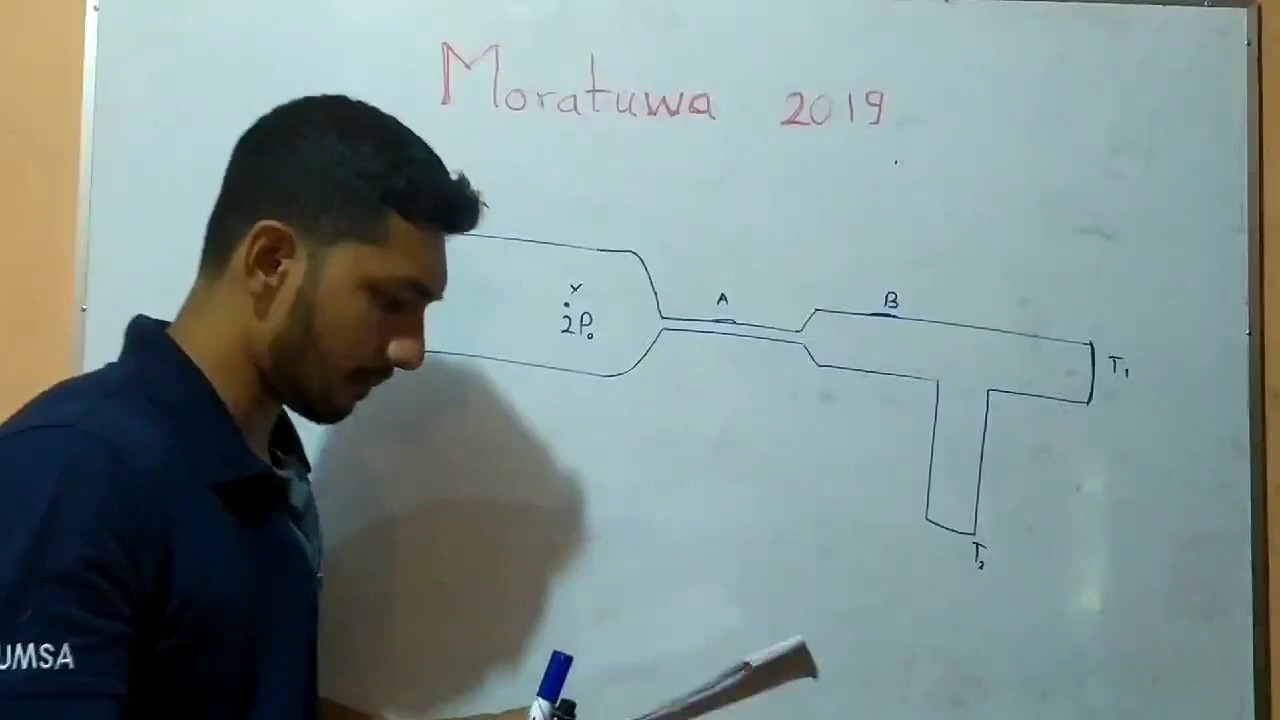 Moratuwa 2019
x
2P₀
A
B
T₁
T₂
UMSA